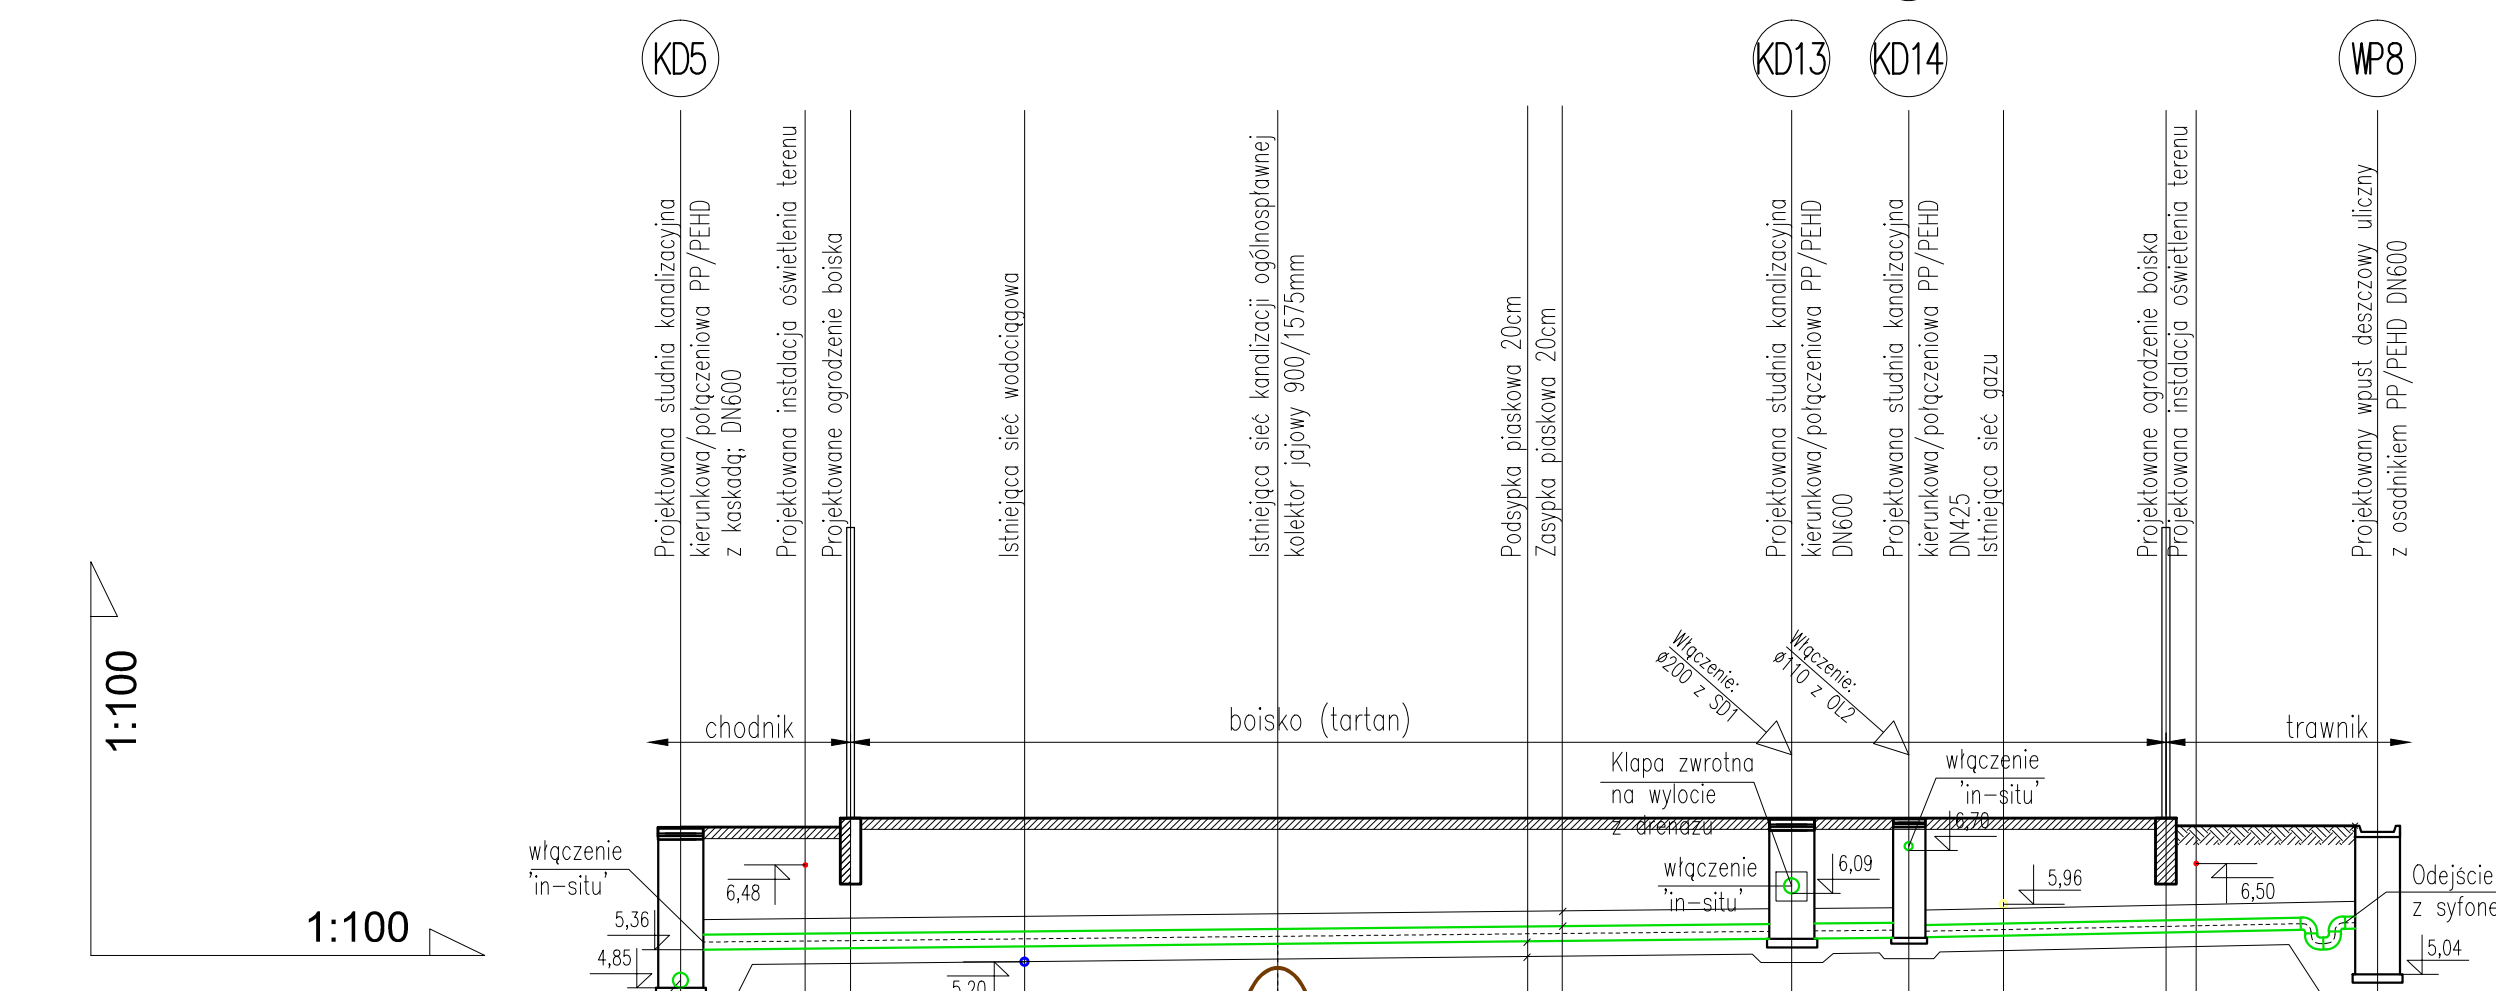 KD5
KD13
KD14
WP8
Projektowana studnia kanalizacyjna
kierunkowa/połączeniowa PP/PEHD
z kaskadą; DN600
Projektowana instalacja oświetlenia terenu
Projektowane ogrodzenie boiska
Istniejąca sieć wodociągowa
Istniejąca sieć kanalizacji ogólnospławnej
kolektor jajowy 900/1575mm
Podsypka piaskowa 20cm
Zasypka piaskowa 20cm
Projektowana studnia kanalizacyjna
kierunkowa/połączeniowa PP/PEHD
DN600
Projektowana studnia kanalizacyjna
kierunkowa/połączeniowa PP/PEHD
DN425
Istniejąca sieć gazu
Projektowane ogrodzenie boiska
Projektowana instalacja oświetlenia terenu
Projektowany wpust deszczowy uliczny
z osadnikiem PP/PEHD DN600
1:100
1:100
Włączenie:
ø200 z SD1
Włączenie:
ø110 z OL2
chodnik
boisko (tartan)
trawnik
Klapa zwrotna
na wylocie
z drenażu
włączenie
'in-situ'
6,70
włączenie
'in-situ'
6,48
włączenie
'in-situ'
6,09
5,96
6,50
Odejście
z syfone
5,36
4,85
5,20
5,04